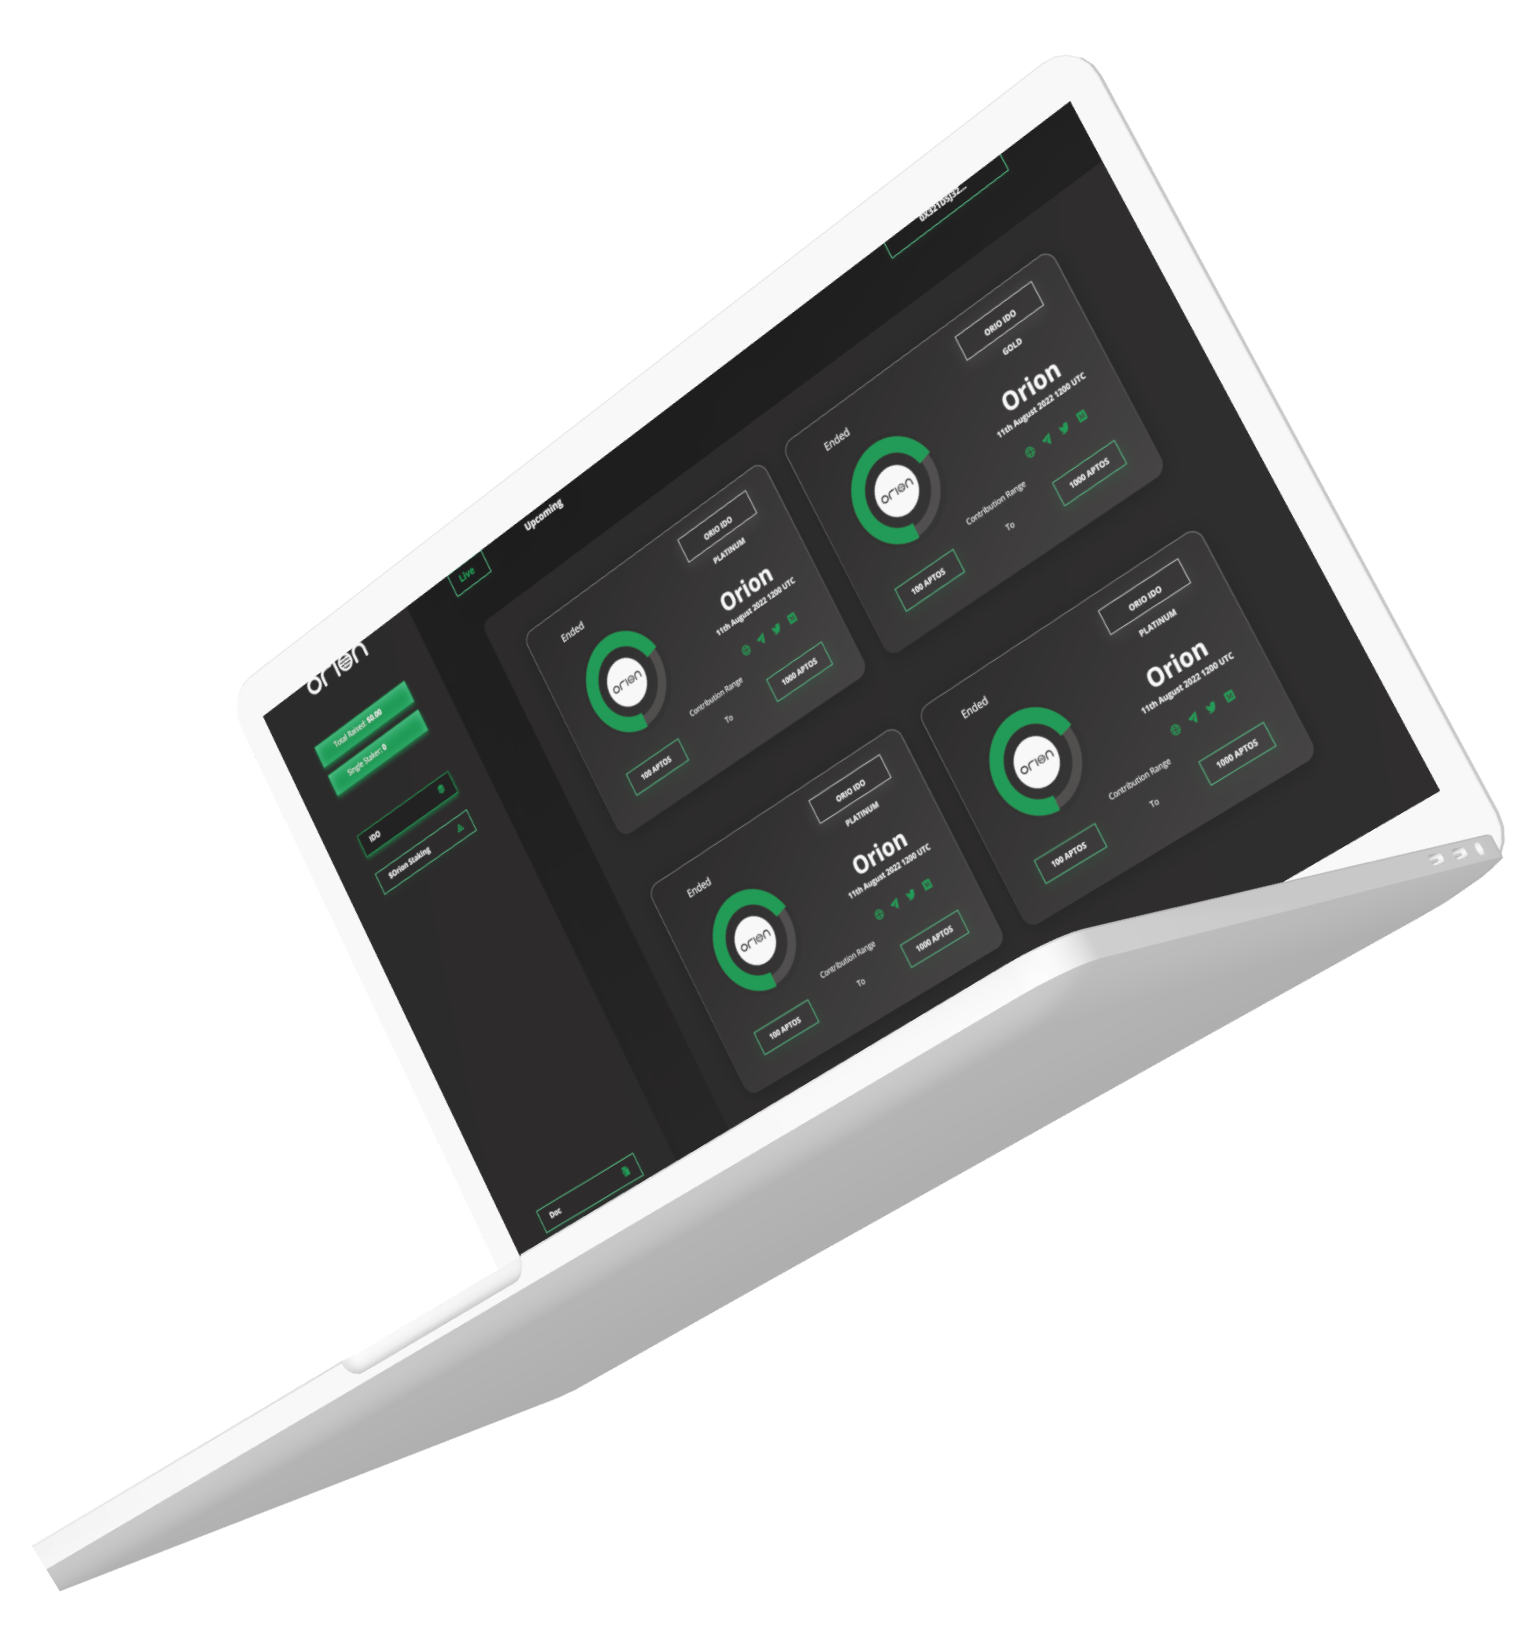 orion
Total Raised: $0.00
Single Staker: 0
IDO
$Orion Staking
Doc
Live
Upcoming
Ended
ORIO IDO
PLATINUM
Orion
11th August 2022 1200 UTC
orion
Contribution Range
100 APTOS
To
1000 APTOS
Ended
ORIO IDO
GOLD
Orion
11th August 2022 1200 UTC
orion
Contribution Range
100 APTOS
To
1000 APTOS
Ended
ORIO IDO
PLATINUM
Orion
11th August 2022 1200 UTC
orion
Contribution Range
100 APTOS
To
1000 APTOS
Ended
ORIO IDO
PLATINUM
Orion
11th August 2022 1200 UTC
orion
Contribution Range
100 APTOS
To
1000 APTOS